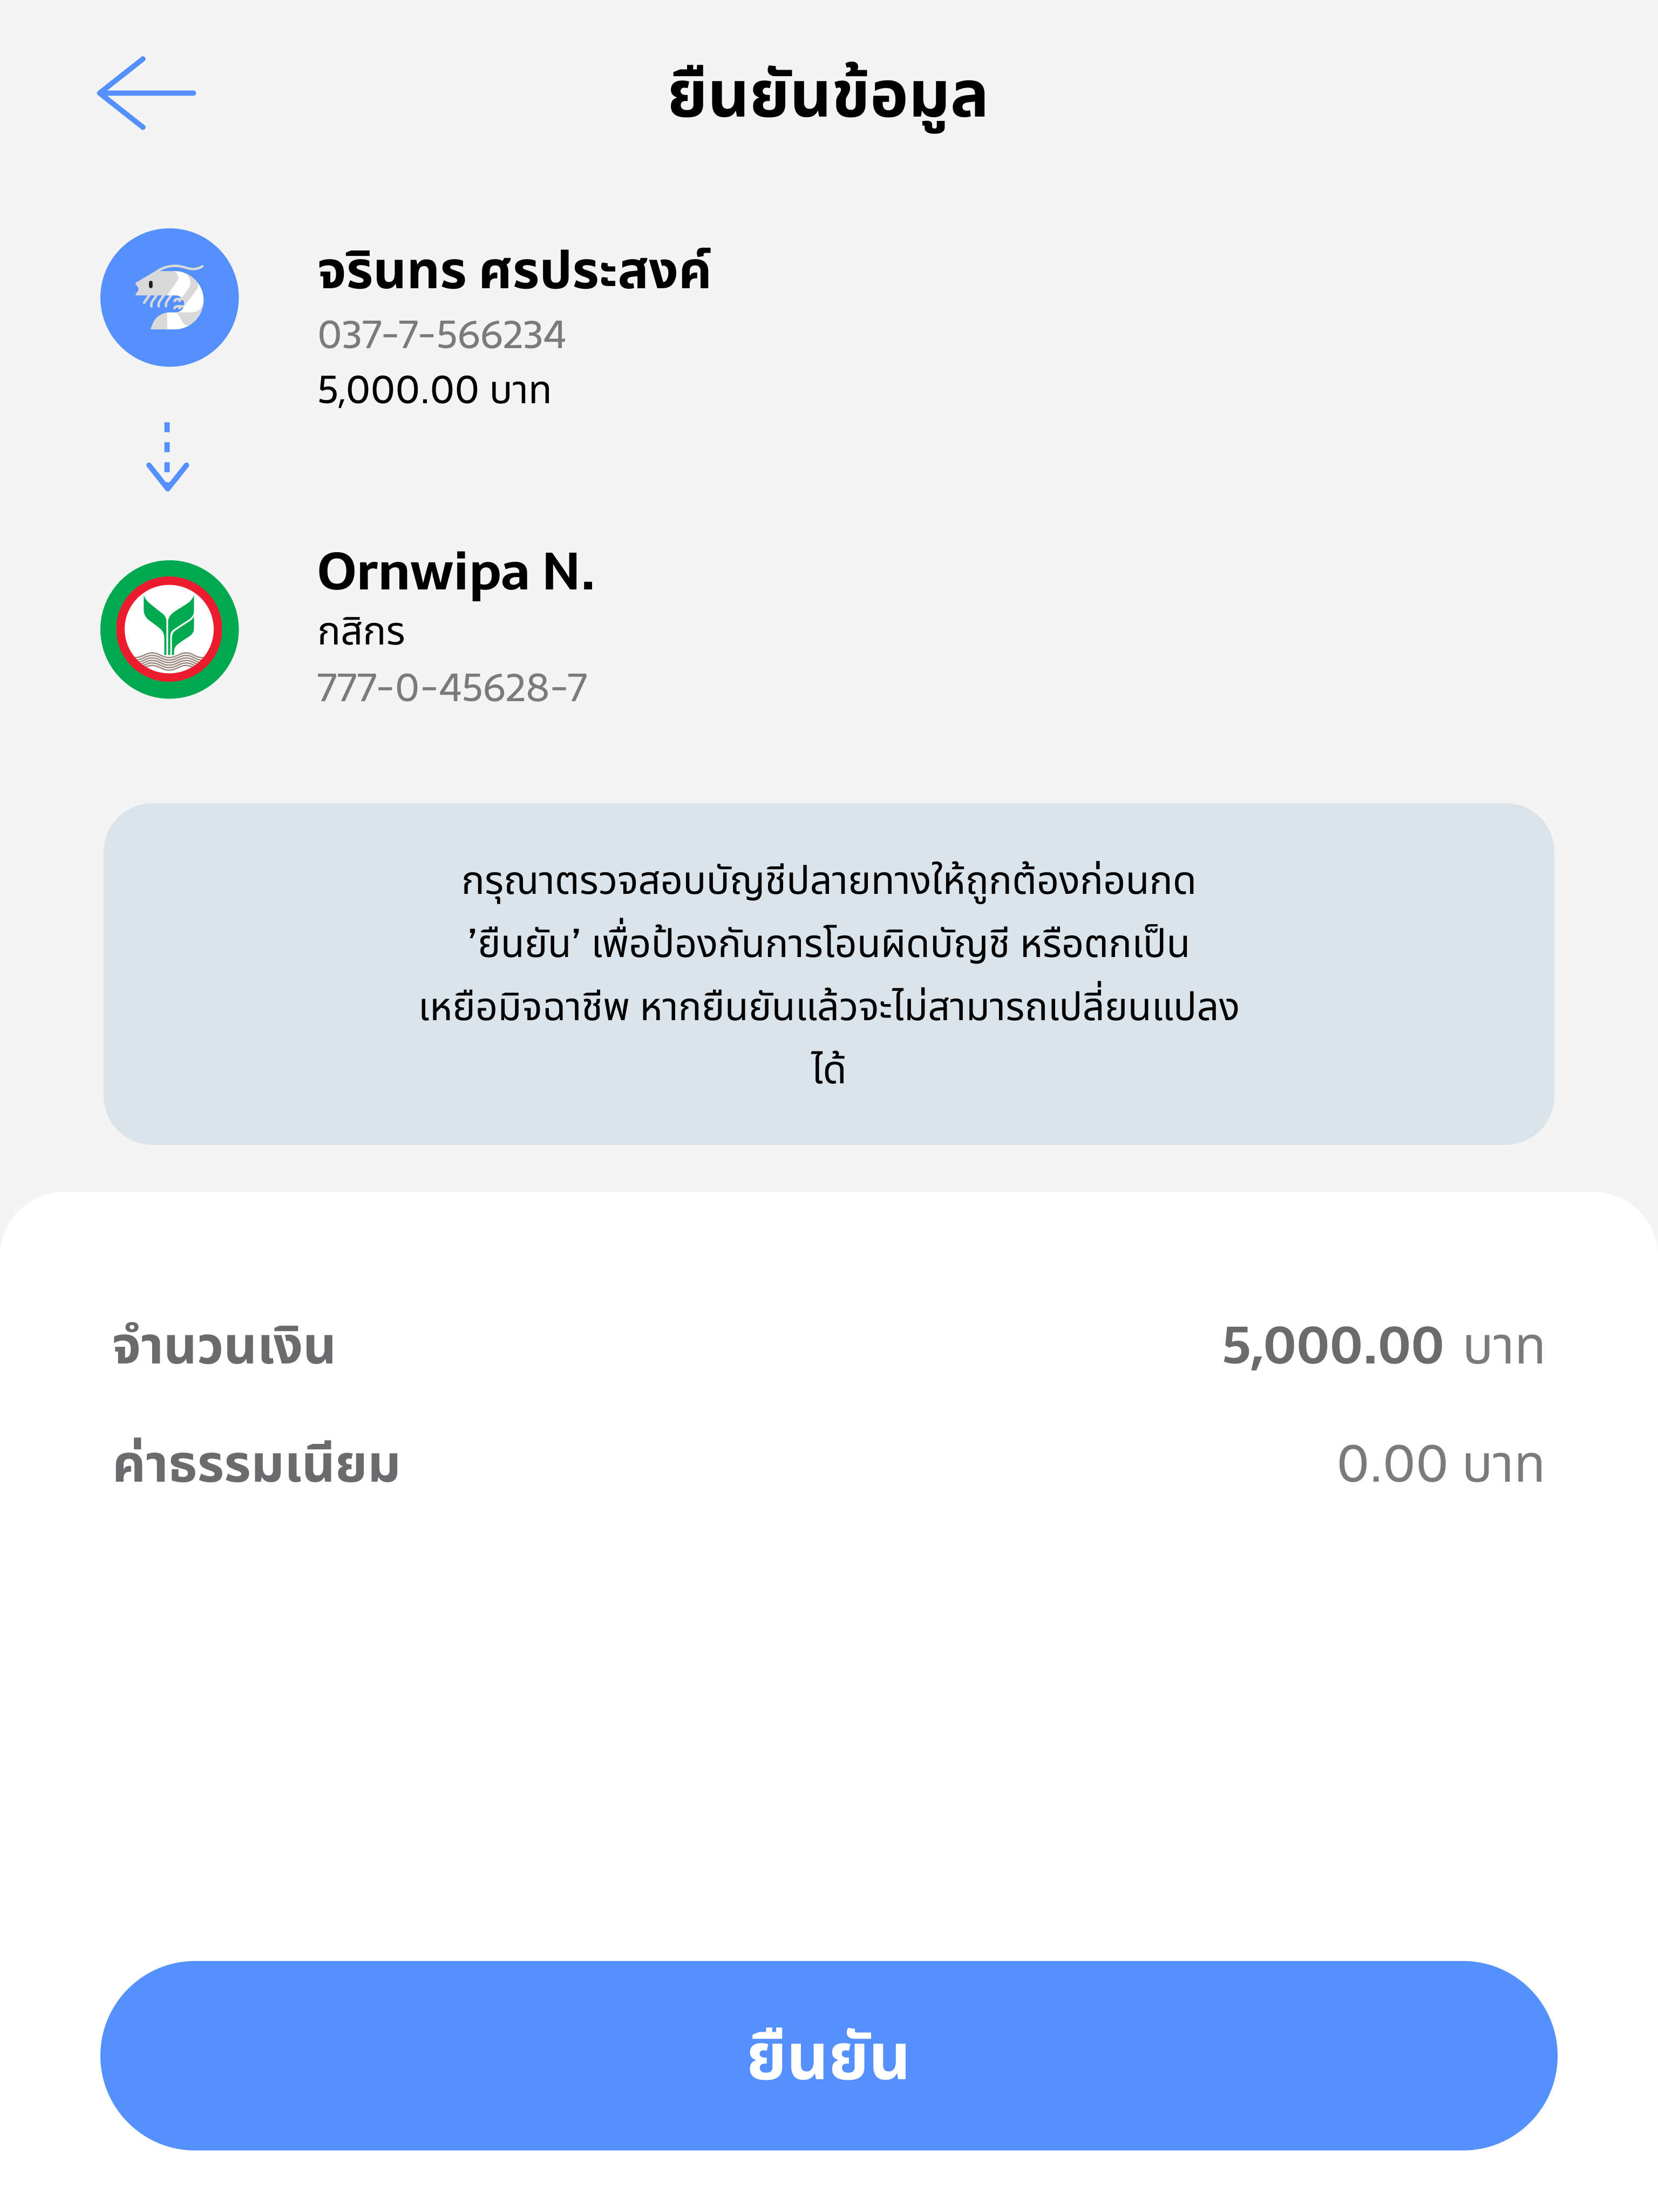 ยืนยันข้อมูล
จรินทร ศรประสงค์
037-7-566234
5,000.00 บาท
Ornwipa N.
กสิกร
777-0-45628-7
กรุณาตรวจสอบบัญชีปลายทางให้ถูกต้องก่อนกด
’ยืนยัน’ เพื่อป้องกันการโอนผิดบัญชี หรือตกเป็น
เหยือมิจฉาชีพ หากยืนยันแล้วจะไม่สามารถเปลี่ยนแปลง
ได้
จำนวนเงิน 5,000.00 บาท
ค่าธรรมเนียม 0.00 บาท
ยืนยัน